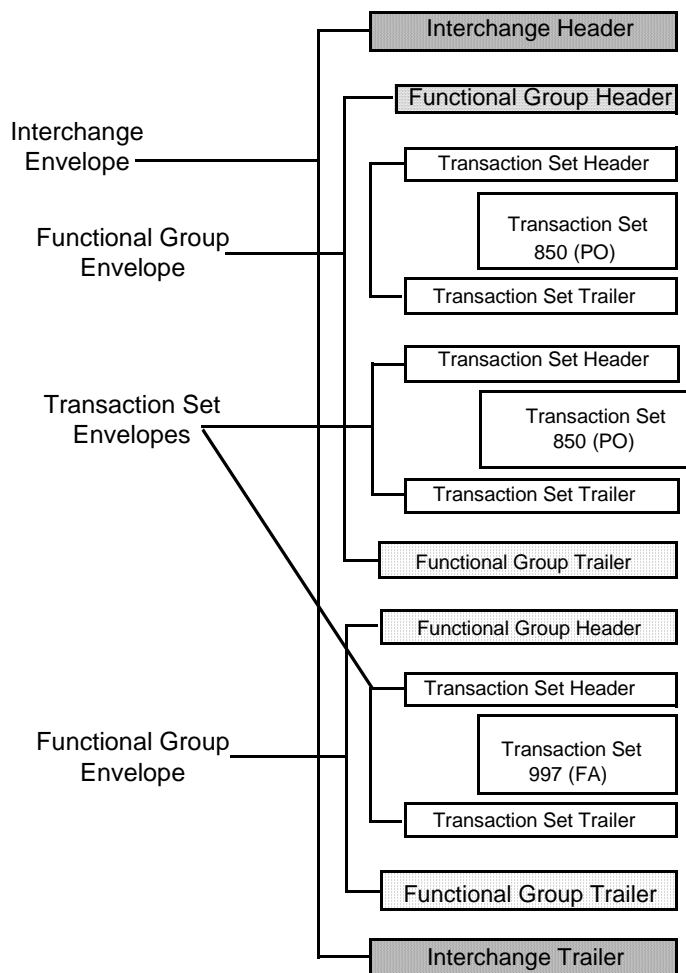 Interchange Header
Functional Group Header
Interchange
Envelope
Transaction Set Header
Transaction Set
850 (PO)
Functional Group
Envelope
Transaction Set Trailer
Transaction Set Header
Transaction Set
Envelopes
Transaction Set
850 (PO)
Transaction Set Trailer
Functional Group Trailer
Functional Group Header
Transaction Set Header
Functional Group
Envelope
Transaction Set
997 (FA)
Transaction Set Trailer
Functional Group Trailer
Interchange Trailer